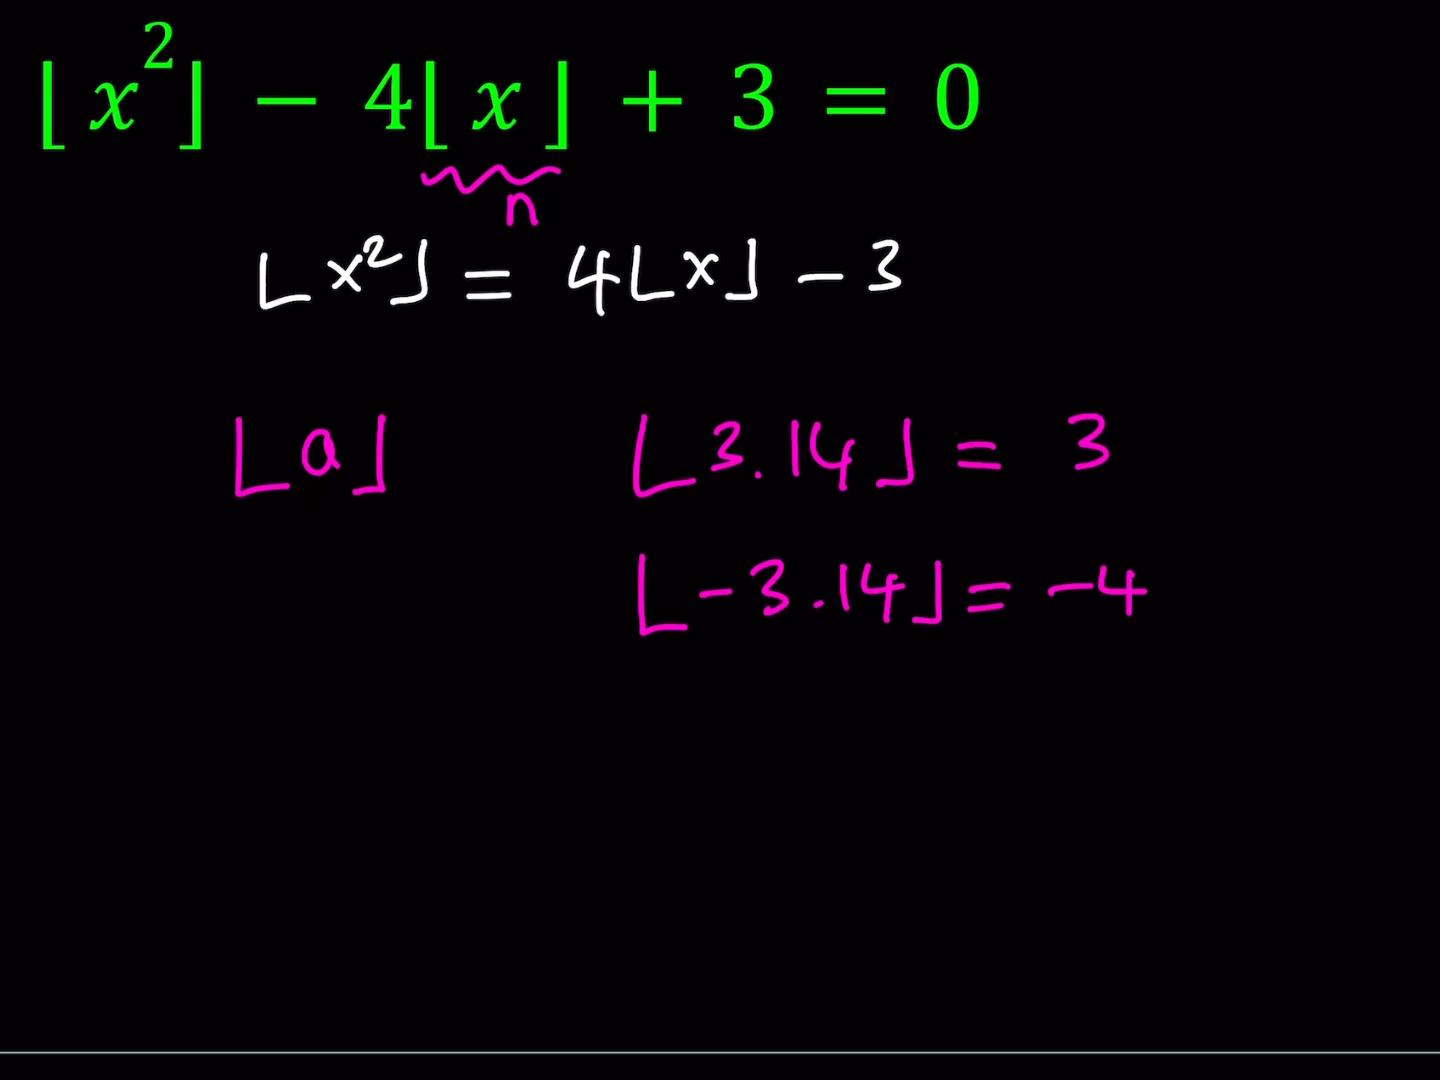 ⌊x²⌋ − 4⌊x⌋ + 3 = 0
n
⌊x²⌋ = 4⌊x⌋ − 3
⌊a⌋ ⌊3.14⌋ = 3
⌊-3.14⌋ = -4